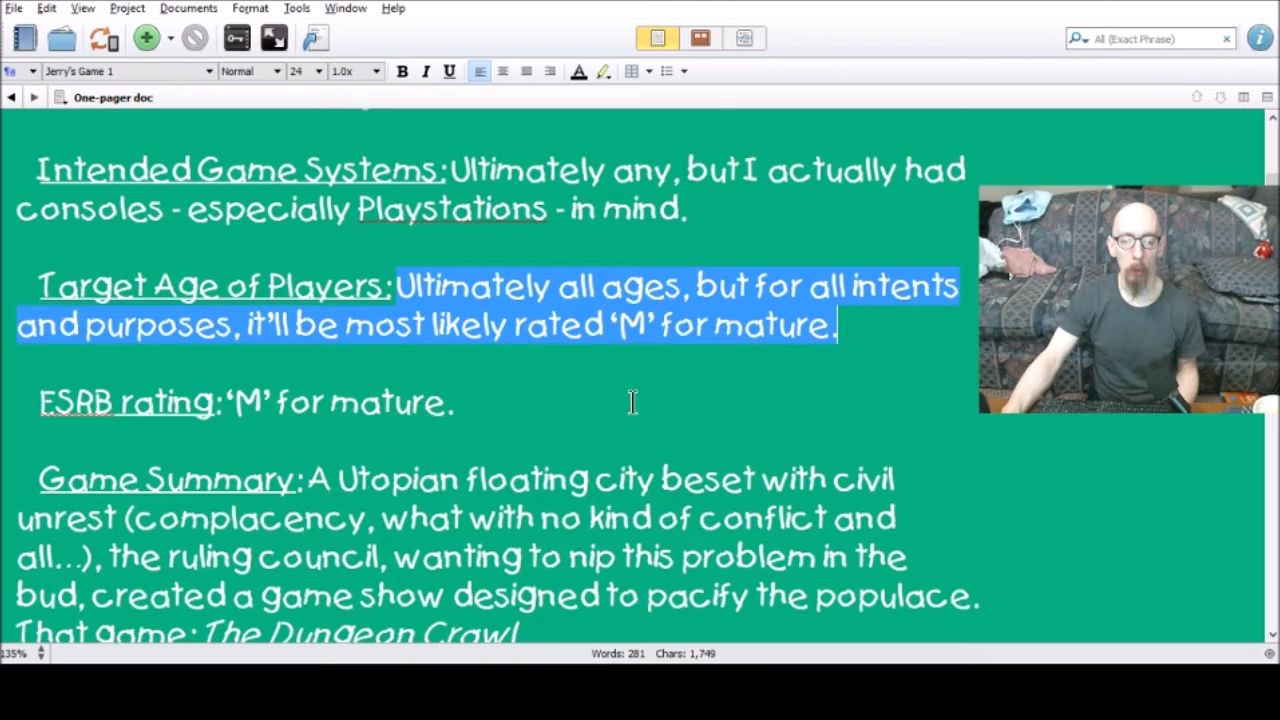 File Edit View Project Documents Format Tools Window Help
All (Exact Phrase)
Jerry's Game 1 Normal 24 1.0x B I U A
One-pager doc
Intended Game Systems: Ultimately any, but I actually had
consoles - especially Playstations - in mind.
Target Age of Players: Ultimately all ages, but for all intents
and purposes, it'll be most likely rated 'M' for mature.
ESRB rating: 'M' for mature.
Game Summary: A Utopian floating city beset with civil
unrest (complacency, what with no kind of conflict and
all...), the ruling council, wanting to nip this problem in the
bud, created a game show designed to pacify the populace.
That game: The Dungeon Crawl
135% Words: 281 Chars: 1,749